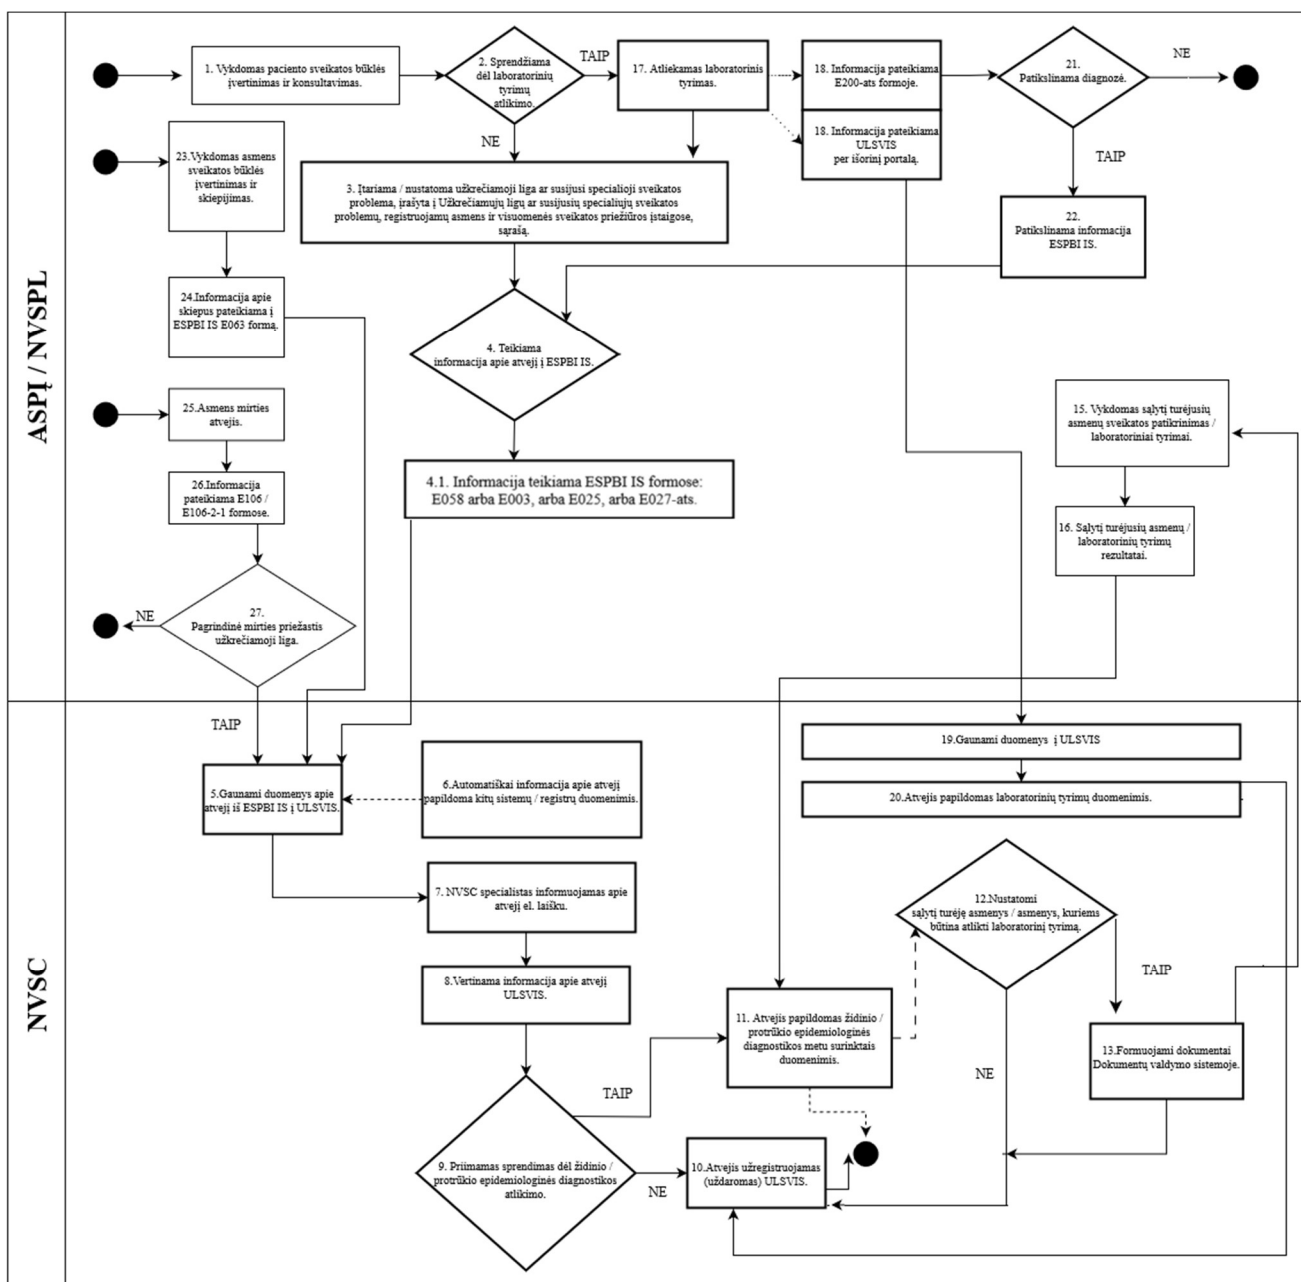 ASPĮ / NVSPL
1. Vykdomas paciento sveikatos būklės
įvertinimas ir konsultavimas.
2. Sprendžiama
dėl laboratorinių
tyrimų
atlikimo.
TAIP
NE
17. Atliekamas laboratorinis
tyrimas.
18. Informacija pateikiama
E200-ats formoje.
18. Informacija pateikiama
ULSVIS
per išorinį portalą.
21.
Patikslinama diagnozė.
NE
TAIP
22.
Patikslinama informacija
ESPBI IS.
23.Vykdomas asmens
sveikatos būklės
įvertinimas ir
skiepijimas.
3. Įtariama / nustatoma užkrečiamoji liga ar susijusi specialioji sveikatos
problema, įrašyta į Užkrečiamųjų ligų ar susijusių specialiųjų sveikatos
problemų, registruojamų asmens ir visuomenės sveikatos priežiūros įstaigose,
sąrašą.
24.Informacija apie
skiepus pateikiama į
ESPBI IS E063 formą.
4. Teikiama
informacija apie atvejį į ESPBI IS.
25.Asmens mirties
atvejis.
26.Informacija
pateikiama E106 /
E106-2-1 formose.
4.1. Informacija teikiama ESPBI IS formose:
E058 arba E003, arba E025, arba E027-ats.
15. Vykdomas sąlytį turėjusių
asmenų sveikatos patikrinimas /
laboratoriniai tyrimai.
16. Sąlytį turėjusių asmenų /
laboratorinių tyrimų
rezultatai.
27.
Pagrindinė mirties priežastis
užkrečiamoji liga.
NE
TAIP
NVSC
5.Gaunami duomenys apie
atvejį iš ESPBI IS į ULSVIS.
6.Automatiškai informacija apie atvejį
papildoma kitų sistemų / registrų duomenimis.
19.Gaunami duomenys į ULSVIS
20.Atvejis papildomas laboratorinių tyrimų duomenimis.
7. NVSC specialistas informuojamas apie
atvejį el. laišku.
8.Vertinama informacija apie atvejį
ULSVIS.
12.Nustatomi
sąlytį turėję asmenys / asmenys, kuriems
būtina atlikti laboratorinį tyrimą.
TAIP
NE
11. Atvejis papildomas židinio /
protrūkio epidemiologinės
diagnostikos metu surinktais
duomenimis.
13.Formuojami dokumentai
Dokumentų valdymo sistemoje.
TAIP
9. Priimamas sprendimas dėl židinio /
protrūkio epidemiologinės diagnostikos
atlikimo.
NE
10.Atvejis užregistruojamas
(uždaromas) ULSVIS.